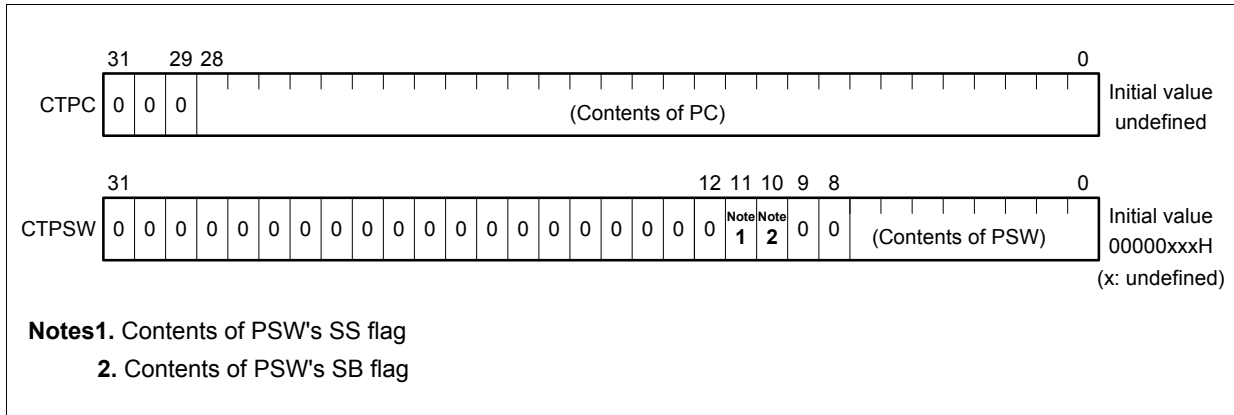 31 29 28 0
CTPC 0 0 0 (Contents of PC) Initial value
undefined
31 12 11 10 9 8 0
CTPSW 0 0 0 0 0 0 0 0 0 0 0 0 0 0 0 0 0 0 0 0 Note 1 Note 2 0 0 (Contents of PSW) Initial value
00000xxxH
(x: undefined)
Notes1. Contents of PSW's SS flag
2. Contents of PSW's SB flag